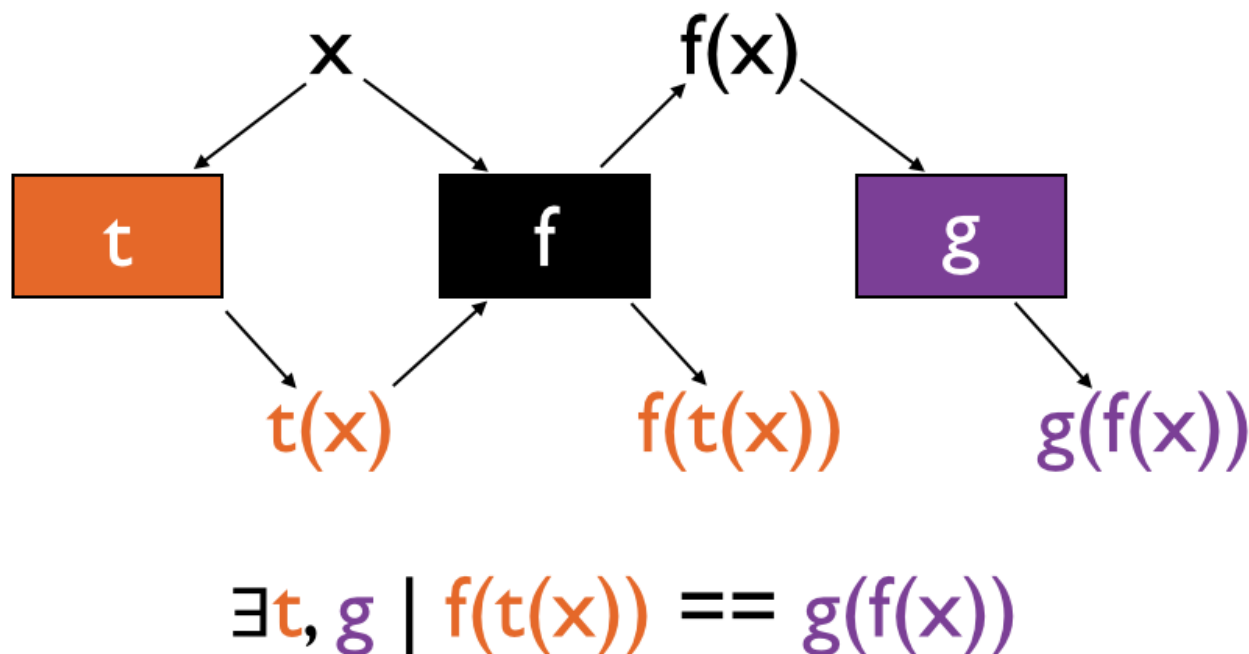 x f(x)
t f g
t(x) f(t(x)) g(f(x))
∃t, g | f(t(x)) == g(f(x))